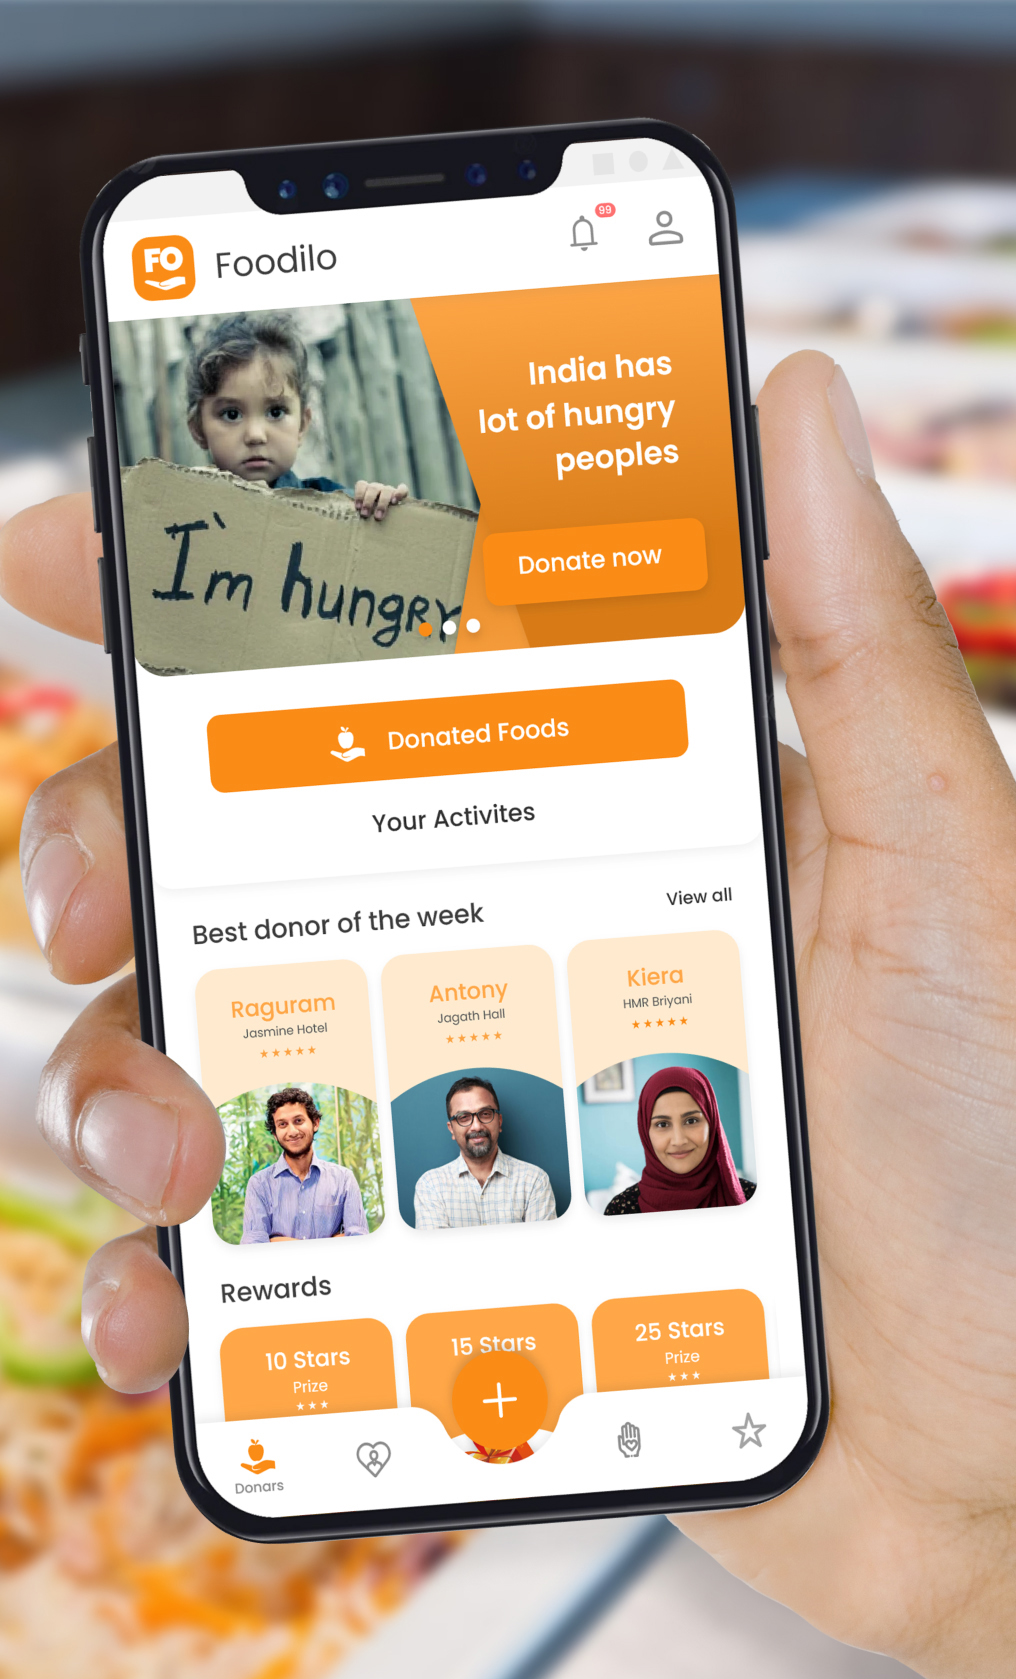 99
FO
Foodilo
India has
lot of hungry
peoples
Donate now
I'm hungry
Donated Foods
Your Activites
Best donor of the week
View all
Raguram
Jasmine Hotel
Antony
Jagath Hall
Kiera
HMR Briyani
Rewards
10 Stars
Prize
15 Stars
25 Stars
Prize
Donars